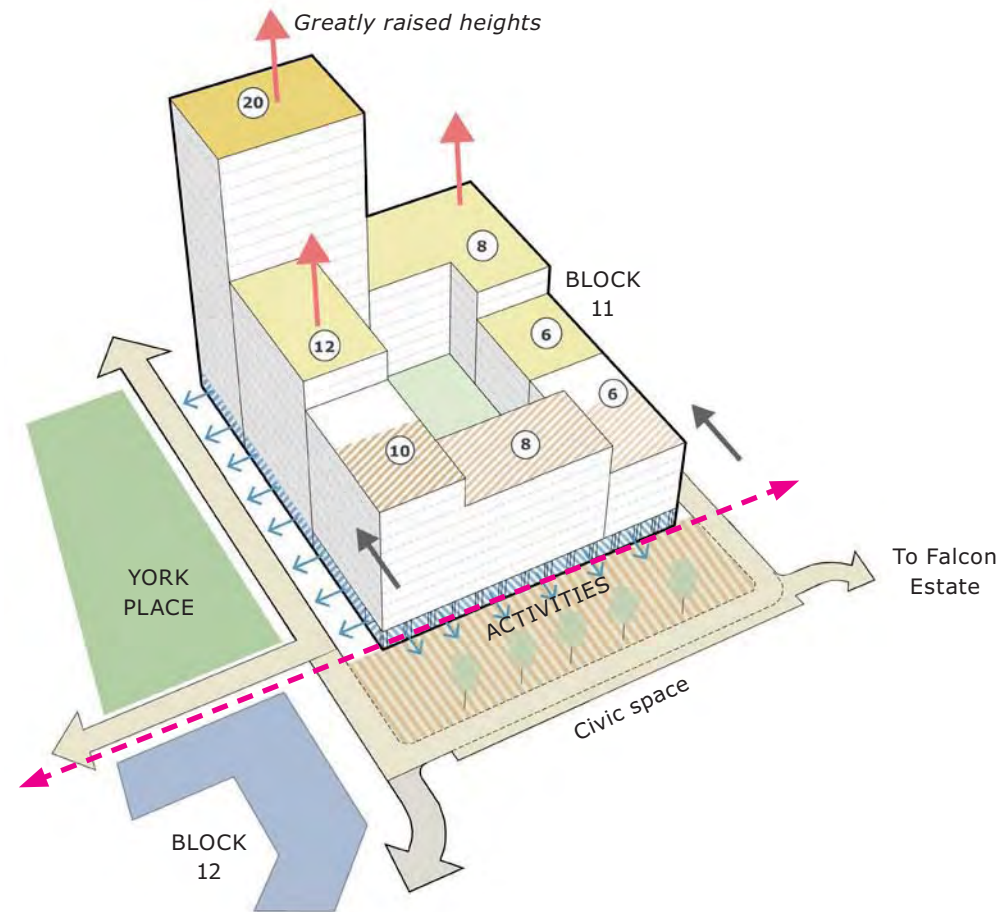 Greatly raised heights
20
8
BLOCK
11
12
6
6
10
8
YORK
PLACE
ACTIVITIES
To Falcon
Estate
Civic space
BLOCK
12